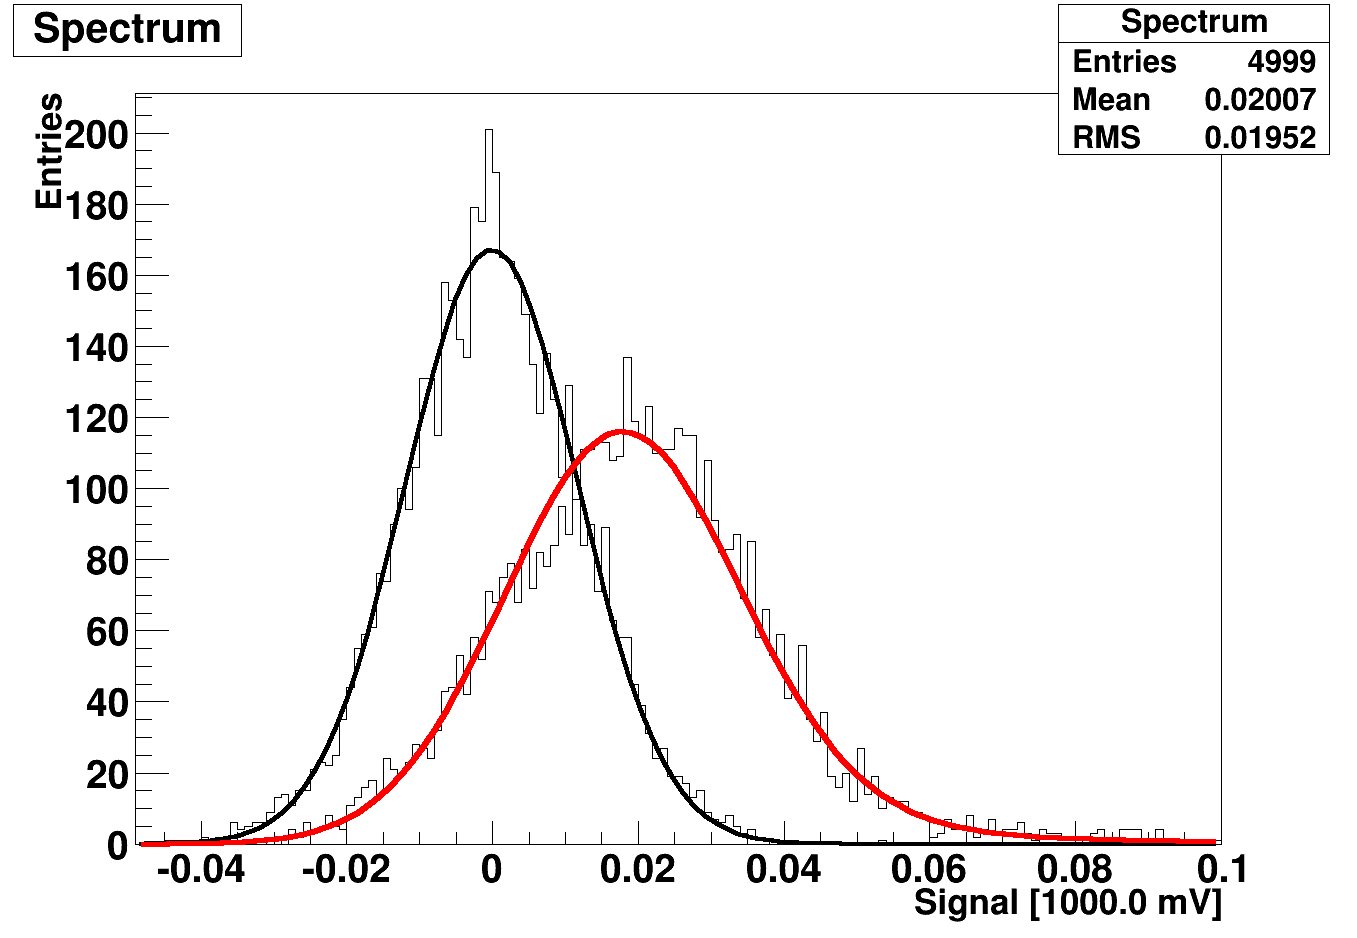 Spectrum
Spectrum
Entries 4999
Mean 0.02007
RMS 0.01952
Entries
200
180
160
140
120
100
80
60
40
20
0
-0.04 -0.02 0 0.02 0.04 0.06 0.08 0.1
Signal [1000.0 mV]